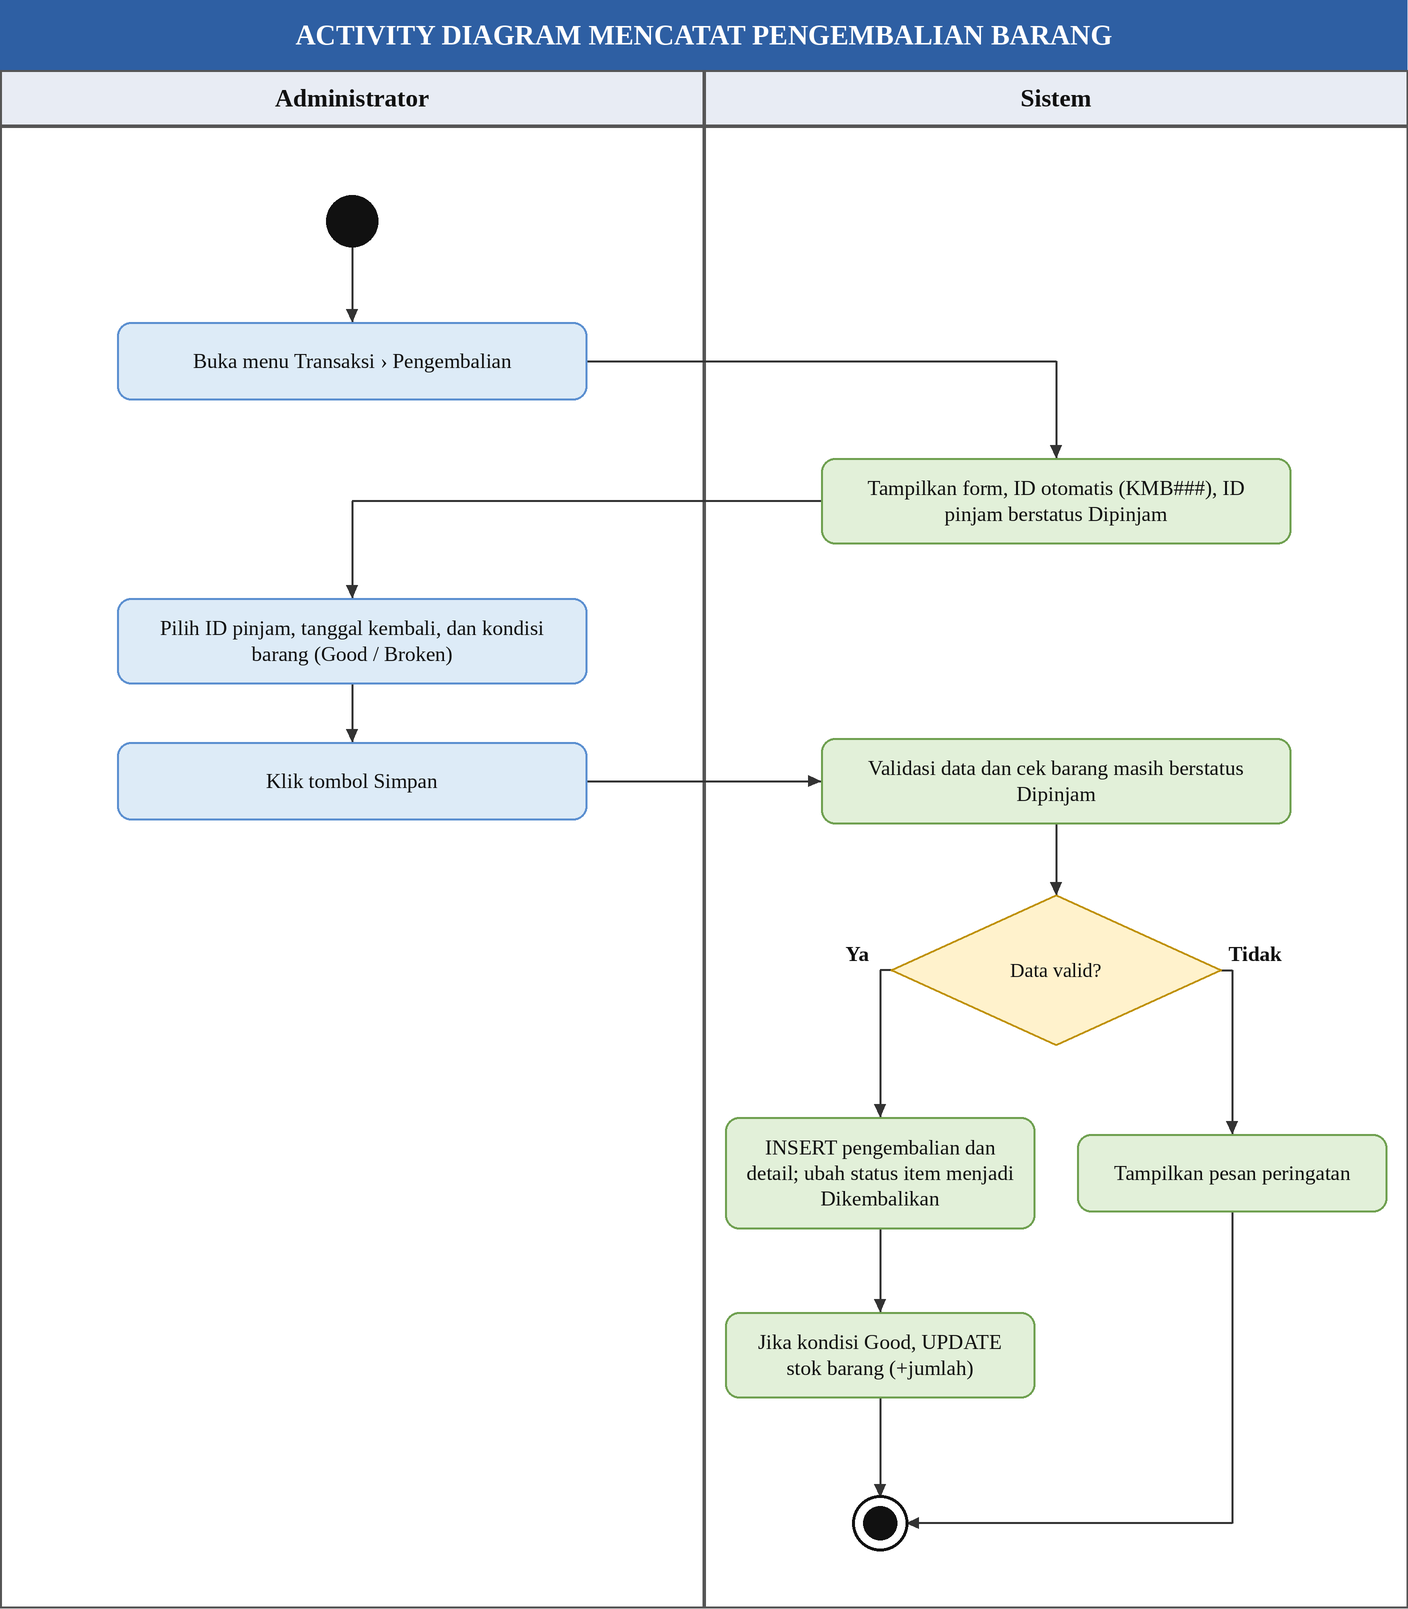 ACTIVITY DIAGRAM MENCATAT PENGEMBALIAN BARANG
Administrator
Sistem
Buka menu Transaksi › Pengembalian
Tampilkan form, ID otomatis (KMB###), ID
pinjam berstatus Dipinjam
Pilih ID pinjam, tanggal kembali, dan kondisi
barang (Good / Broken)
Klik tombol Simpan
Validasi data dan cek barang masih berstatus
Dipinjam
Ya
Tidak
Data valid?
INSERT pengembalian dan
detail; ubah status item menjadi
Dikembalikan
Tampilkan pesan peringatan
Jika kondisi Good, UPDATE
stok barang (+jumlah)